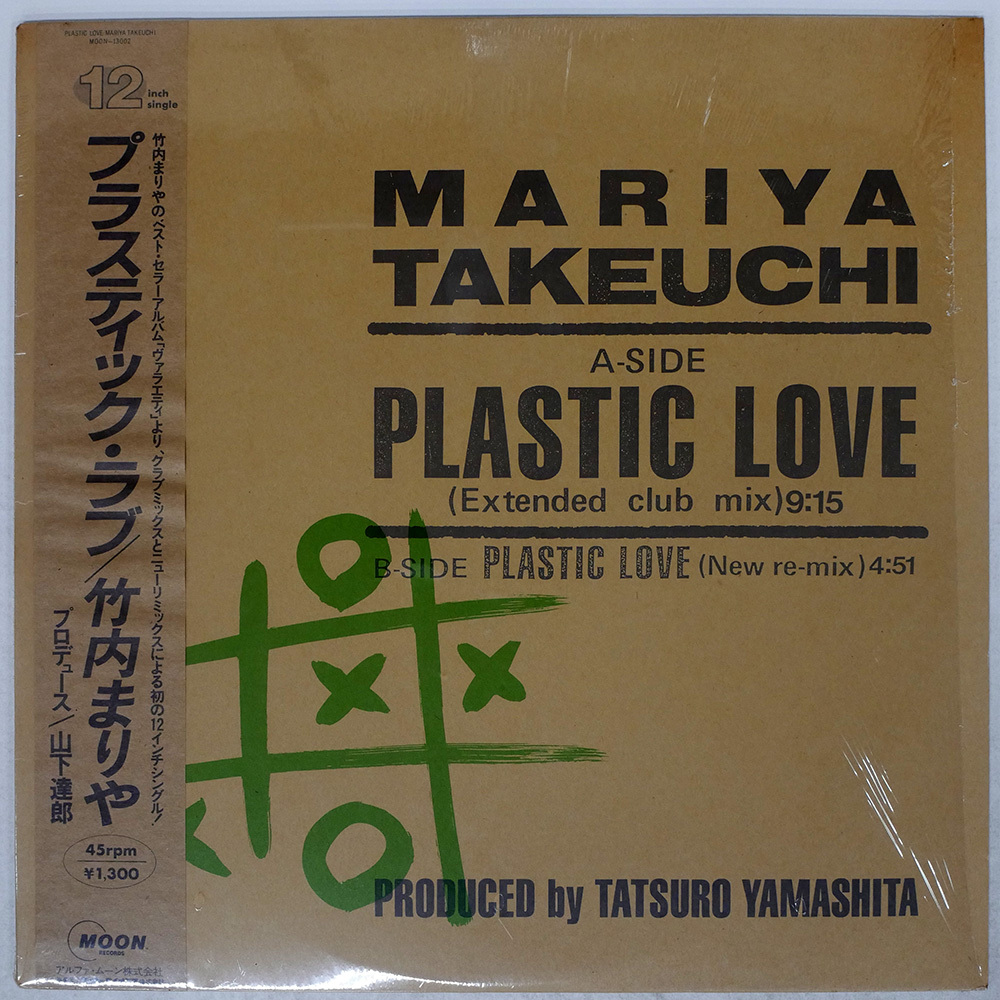 PLASTIC LOVE・MARIYA TAKEUCHI
MOON-13002
12 inch
single
竹内まりやのベスト・セラーアルバム「ヴァラエティ」より、クラブミックスとニューリミックスによる初の12インチシングル!
プラスティック・ラブ/竹内まりや
プロデュース/山下達郎
45rpm
¥1,300
MOON
RECORDS
アルファ・ムーン株式会社
MARIYA
TAKEUCHI
A-SIDE
PLASTIC LOVE
(Extended club mix)9:15
B-SIDE PLASTIC LOVE (New re-mix) 4:51
PRODUCED by TATSURO YAMASHITA